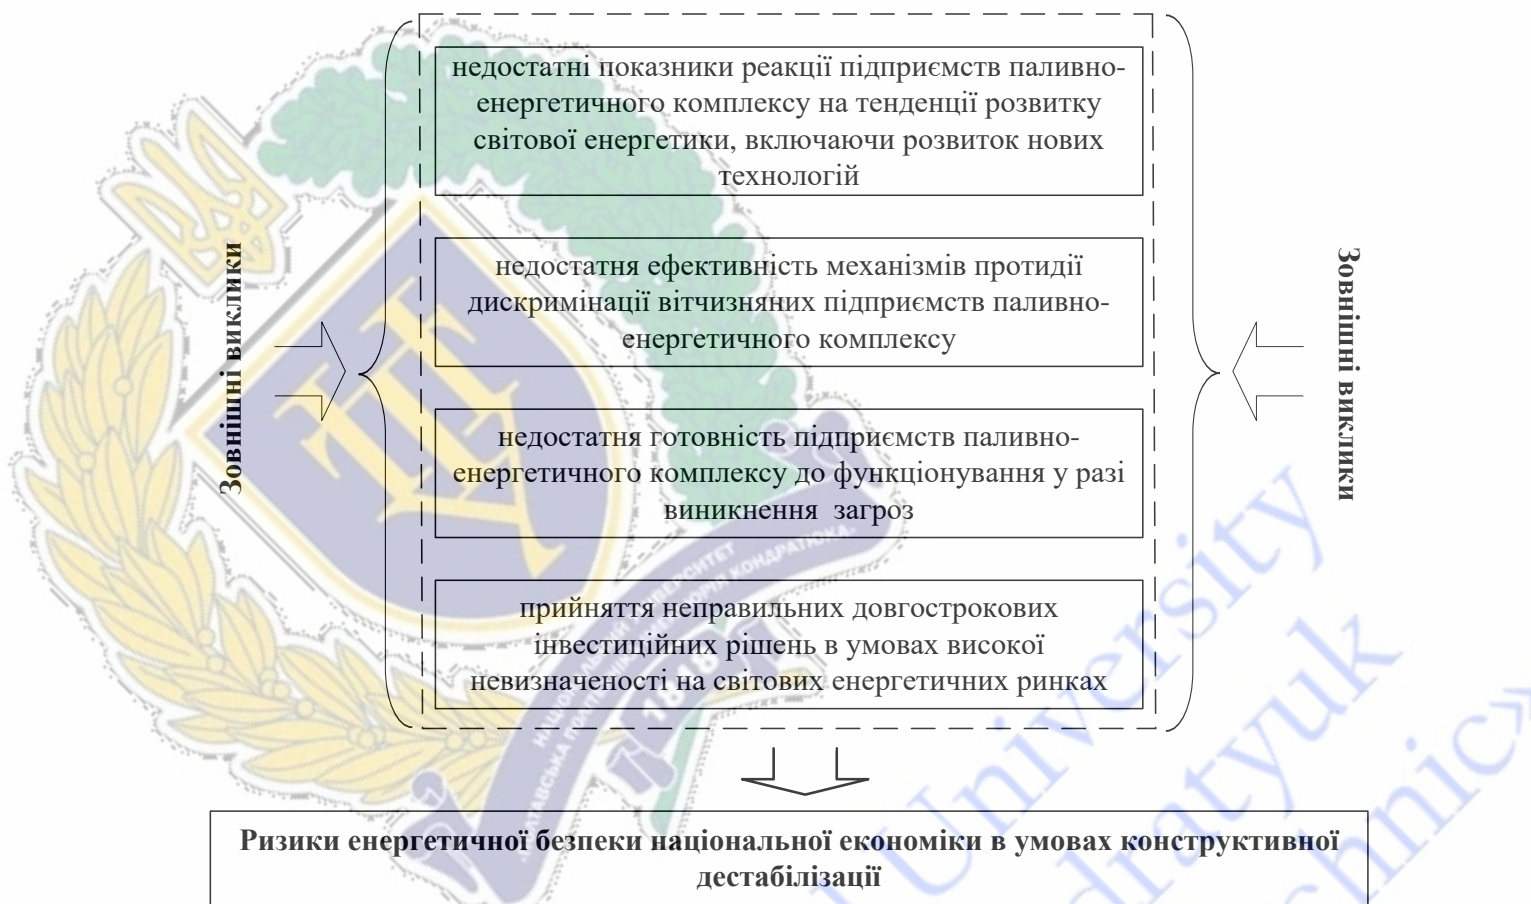 недостатні показники реакції підприємств паливно-
енергетичного комплексу на тенденції розвитку
світової енергетики, включаючи розвиток нових
технологій
Зовнішні виклики
недостатня ефективність механізмів протидії
дискримінації вітчизняних підприємств паливно-
енергетичного комплексу
Зовнішні виклики
недостатня готовність підприємств паливно-
енергетичного комплексу до функціонування у разі
виникнення загроз
прийняття неправильних довгострокових
інвестиційних рішень в умовах високої
невизначеності на світових енергетичних ринках
1818
University
Ризики енергетичної безпеки національної економіки в умовах конструктивної
дестабілізації